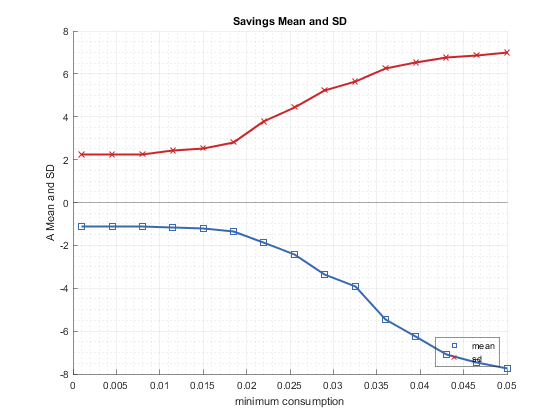 Savings Mean and SD
8
6
4
2
0
-2
-4
-6
-8
A Mean and SD
mean
sd
0 0.005 0.01 0.015 0.02 0.025 0.03 0.035 0.04 0.045 0.05
minimum consumption